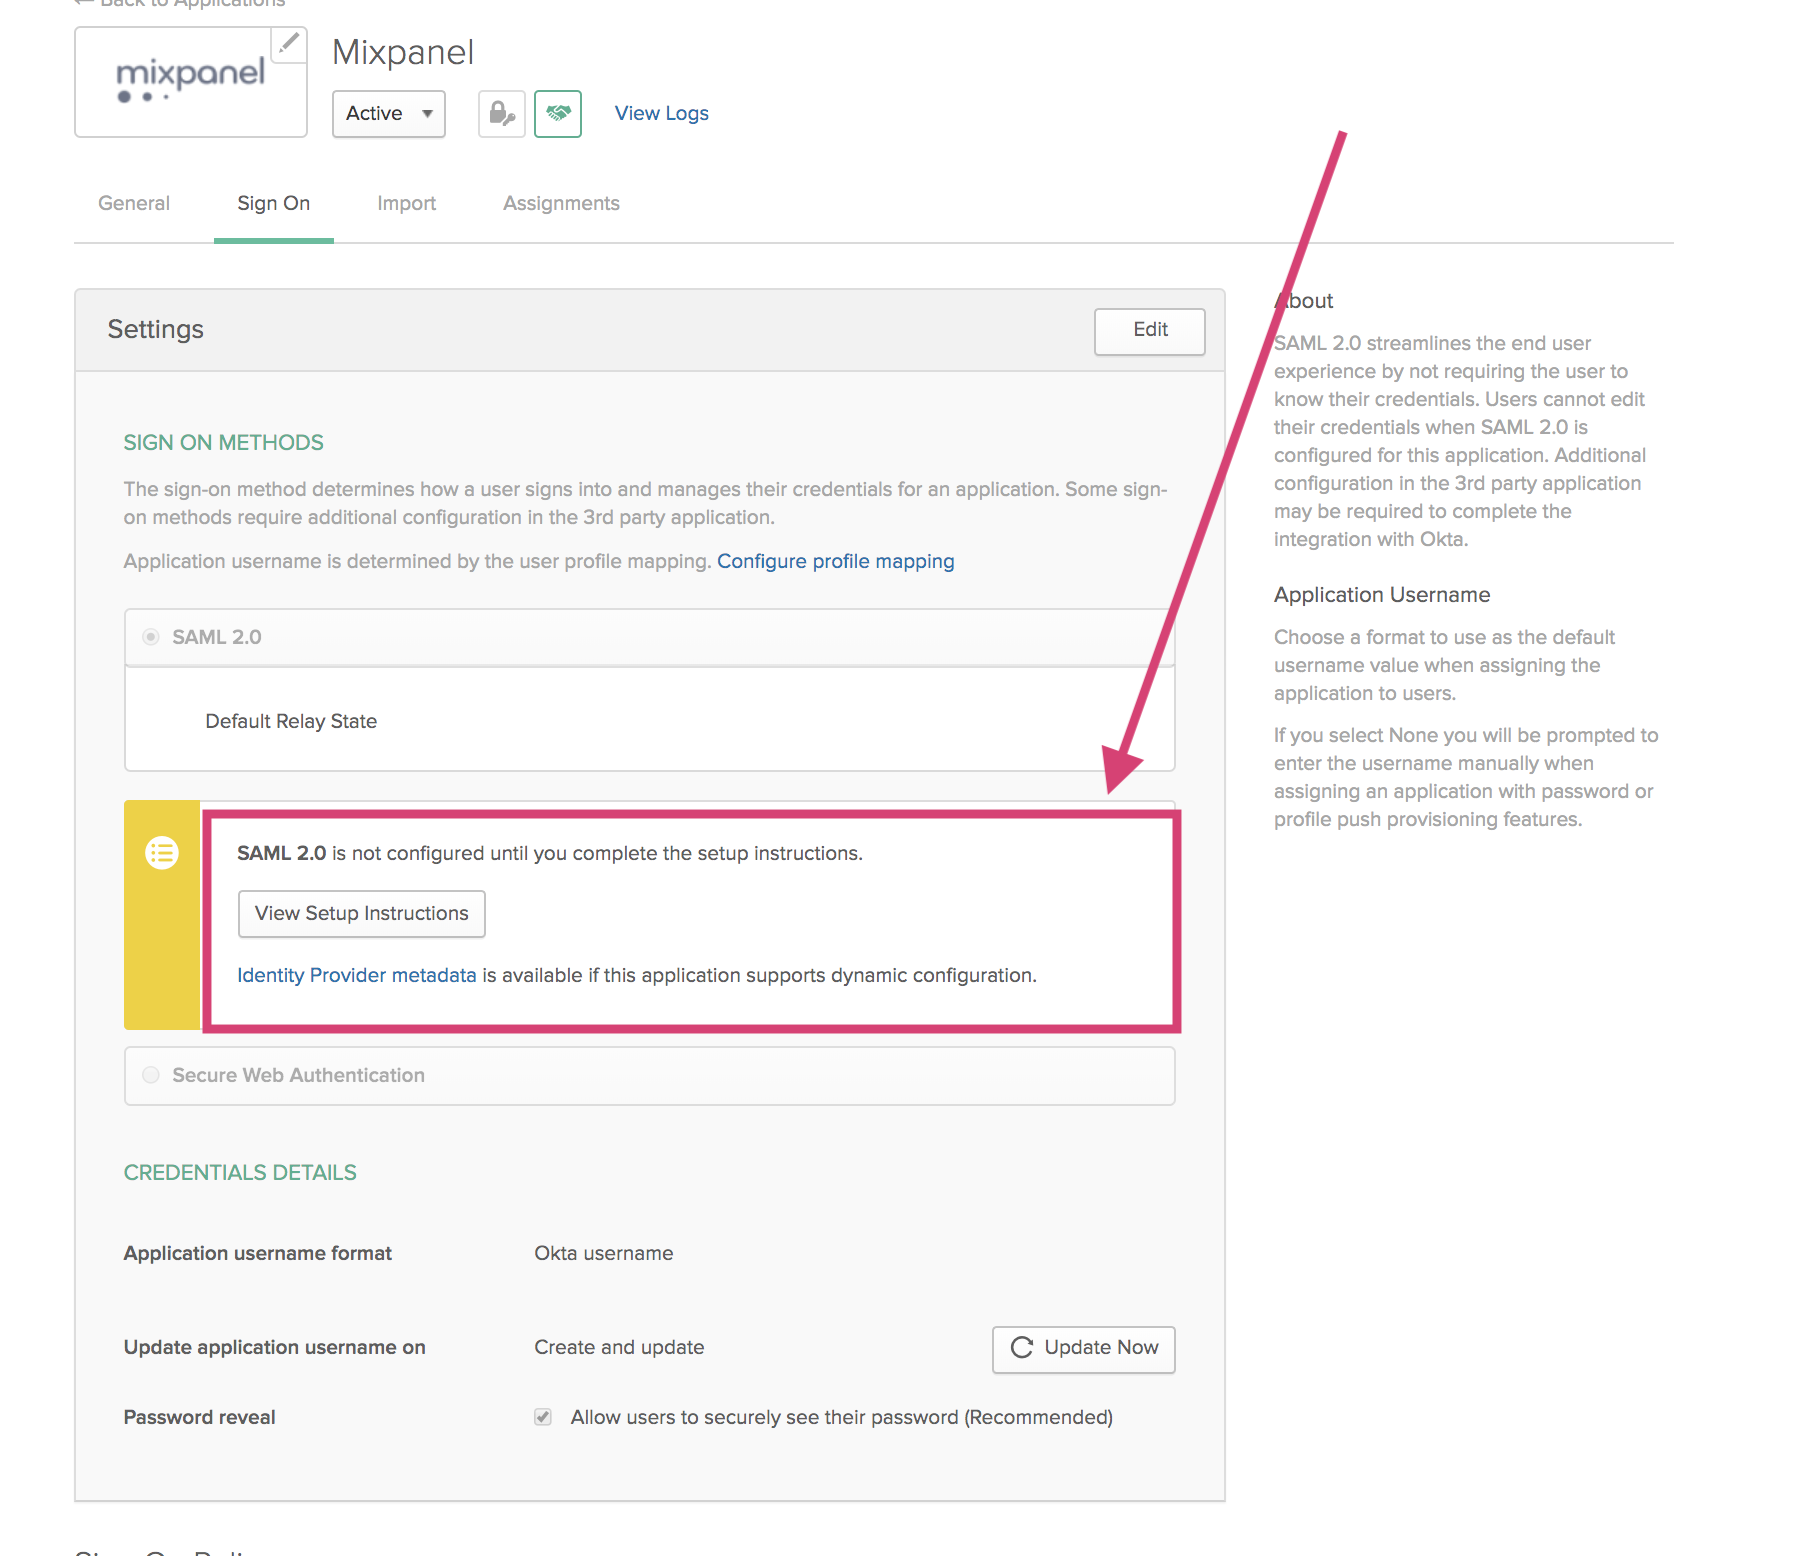 ← Back to Applications
mixpanel
Mixpanel
Active
View Logs
General
Sign On
Import
Assignments
Settings
Edit
SIGN ON METHODS
The sign-on method determines how a user signs into and manages their credentials for an application. Some sign-
on methods require additional configuration in the 3rd party application.
Application username is determined by the user profile mapping. Configure profile mapping
SAML 2.0
Default Relay State
SAML 2.0 is not configured until you complete the setup instructions.
View Setup Instructions
Identity Provider metadata is available if this application supports dynamic configuration.
Secure Web Authentication
CREDENTIALS DETAILS
Application username format
Okta username
Update application username on
Create and update
Update Now
Password reveal
Allow users to securely see their password (Recommended)
About
SAML 2.0 streamlines the end user
experience by not requiring the user to
know their credentials. Users cannot edit
their credentials when SAML 2.0 is
configured for this application. Additional
configuration in the 3rd party application
may be required to complete the
integration with Okta.
Application Username
Choose a format to use as the default
username value when assigning the
application to users.
If you select None you will be prompted to
enter the username manually when
assigning an application with password or
profile push provisioning features.